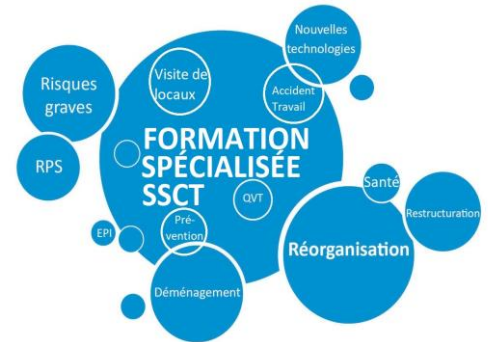 Nouvelles
technologies
Visite de
locaux
Risques
graves
Accident
Travail
FORMATION
SPÉCIALISÉE
SSCT
RPS
Santé
QVT
Restructuration
Pré-
vention
EPI
Réorganisation
Déménagement